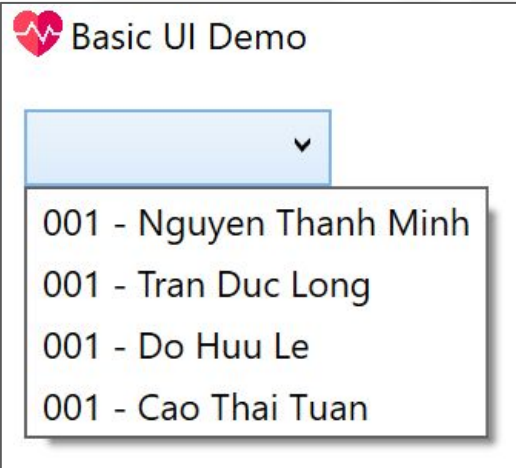 Basic UI Demo
001 - Nguyen Thanh Minh
001 - Tran Duc Long
001 - Do Huu Le
001 - Cao Thai Tuan